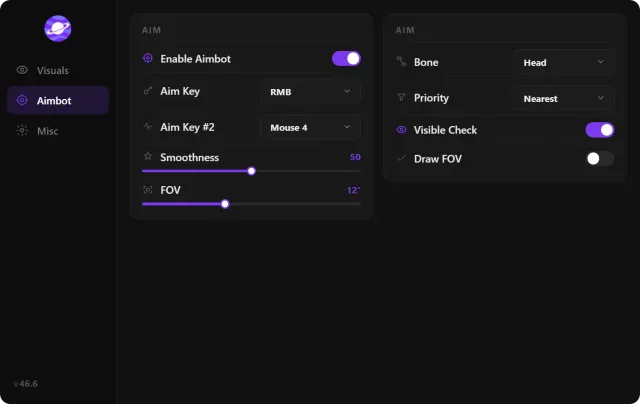 Visuals
Aimbot
Misc
v46.6
AIM
Enable Aimbot
Aim Key RMB
Aim Key #2 Mouse 4
Smoothness 50
FOV 12°
AIM
Bone Head
Priority Nearest
Visible Check
Draw FOV